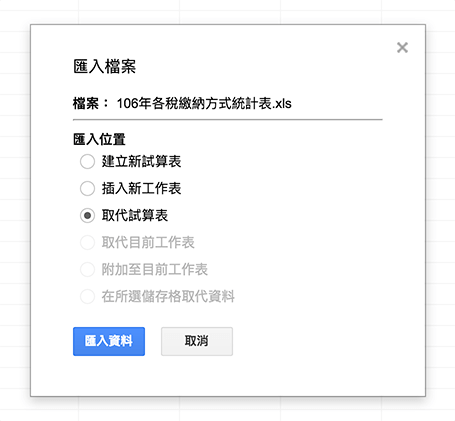 匯入檔案
檔案： 106年各稅繳納方式統計表.xls
匯入位置
建立新試算表
插入新工作表
取代試算表
取代目前工作表
附加至目前工作表
在所選儲存格取代資料
匯入資料 取消